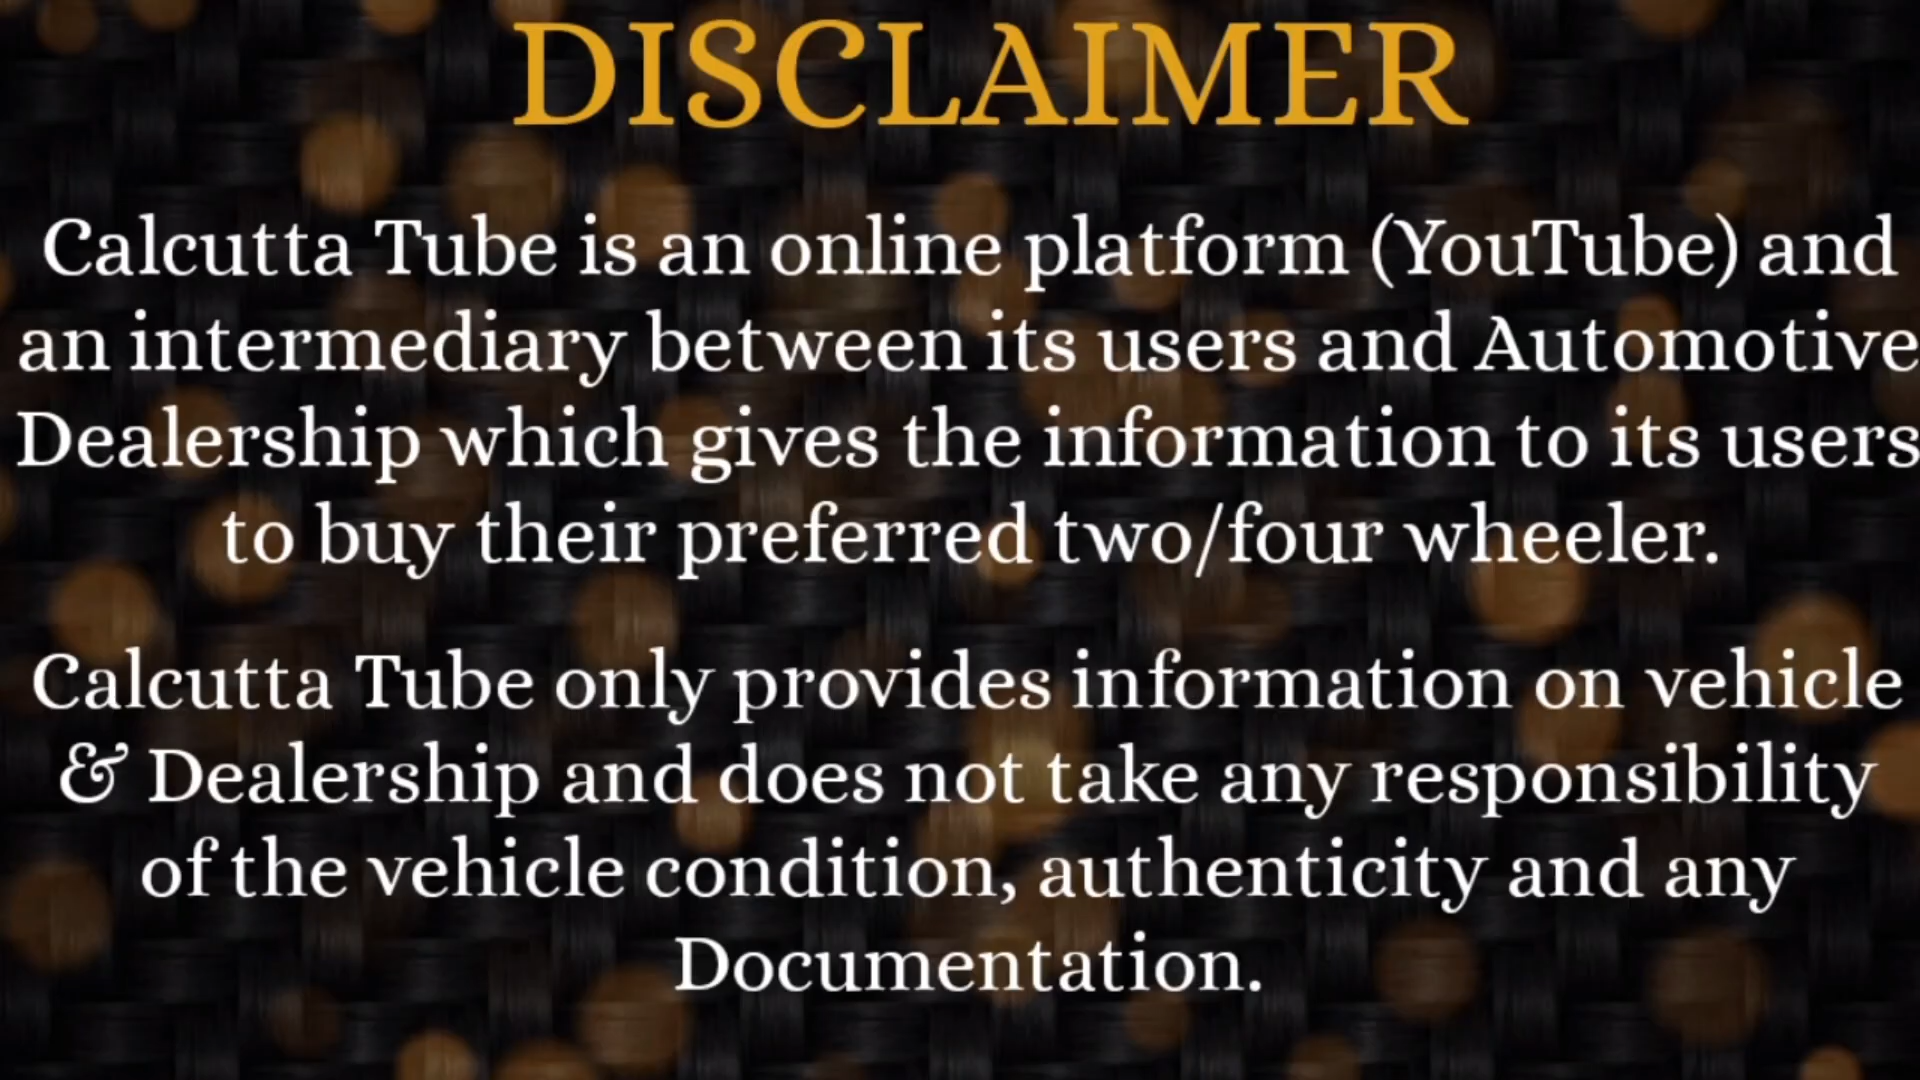 DISCLAIMER
Calcutta Tube is an online platform (YouTube) and
an intermediary between its users and Automotive
Dealership which gives the information to its users
to buy their preferred two/four wheeler.
Calcutta Tube only provides information on vehicle
& Dealership and does not take any responsibility
of the vehicle condition, authenticity and any
Documentation.